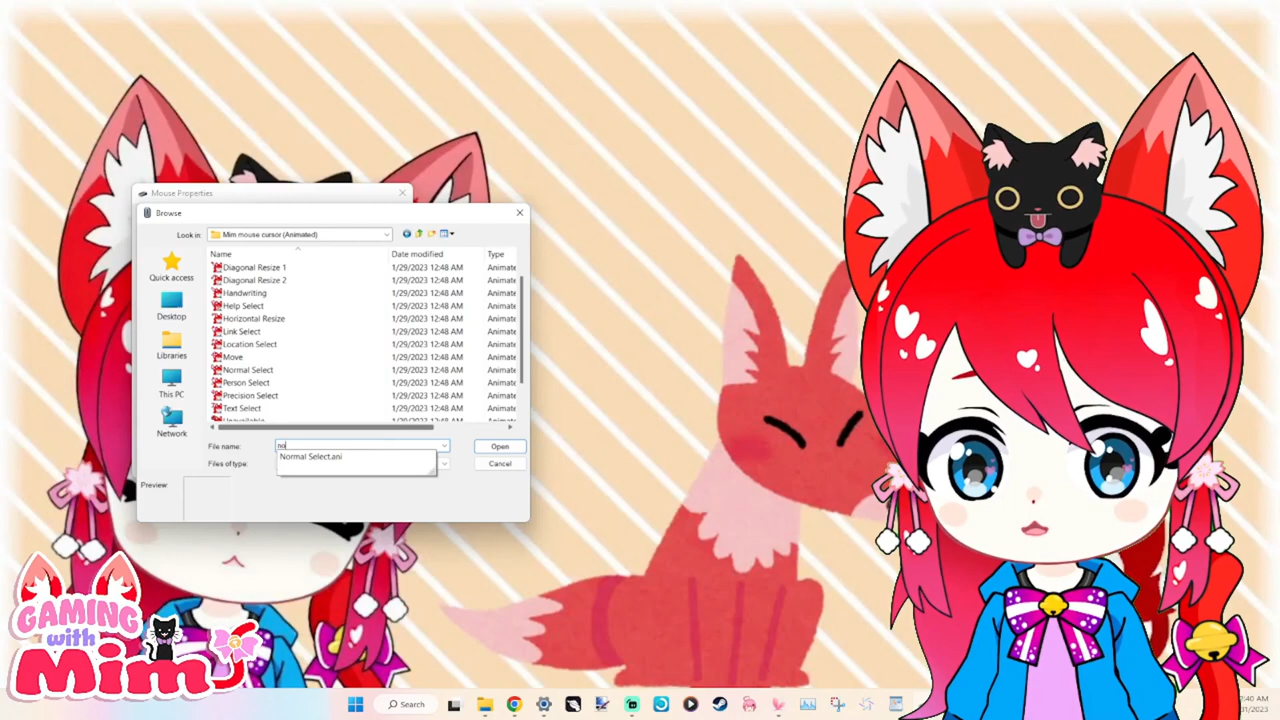 Mouse Properties
Browse
Look in: Mim mouse cursor (Animated)
Name Date modified Type
Quick access
Desktop
Libraries
This PC
Network
Diagonal Resize 1 1/29/2023 12:48 AM Animate
Diagonal Resize 2 1/29/2023 12:48 AM Animate
Handwriting 1/29/2023 12:48 AM Animate
Help Select 1/29/2023 12:48 AM Animate
Horizontal Resize 1/29/2023 12:48 AM Animate
Link Select 1/29/2023 12:48 AM Animate
Location Select 1/29/2023 12:48 AM Animate
Move 1/29/2023 12:48 AM Animate
Normal Select 1/29/2023 12:48 AM Animate
Person Select 1/29/2023 12:48 AM Animate
Precision Select 1/29/2023 12:48 AM Animate
Text Select 1/29/2023 12:48 AM Animate
File name: no Open
Normal Select.ani
Files of type: Cancel
Preview:
GAMING
with
Mim
Search
:40 AM